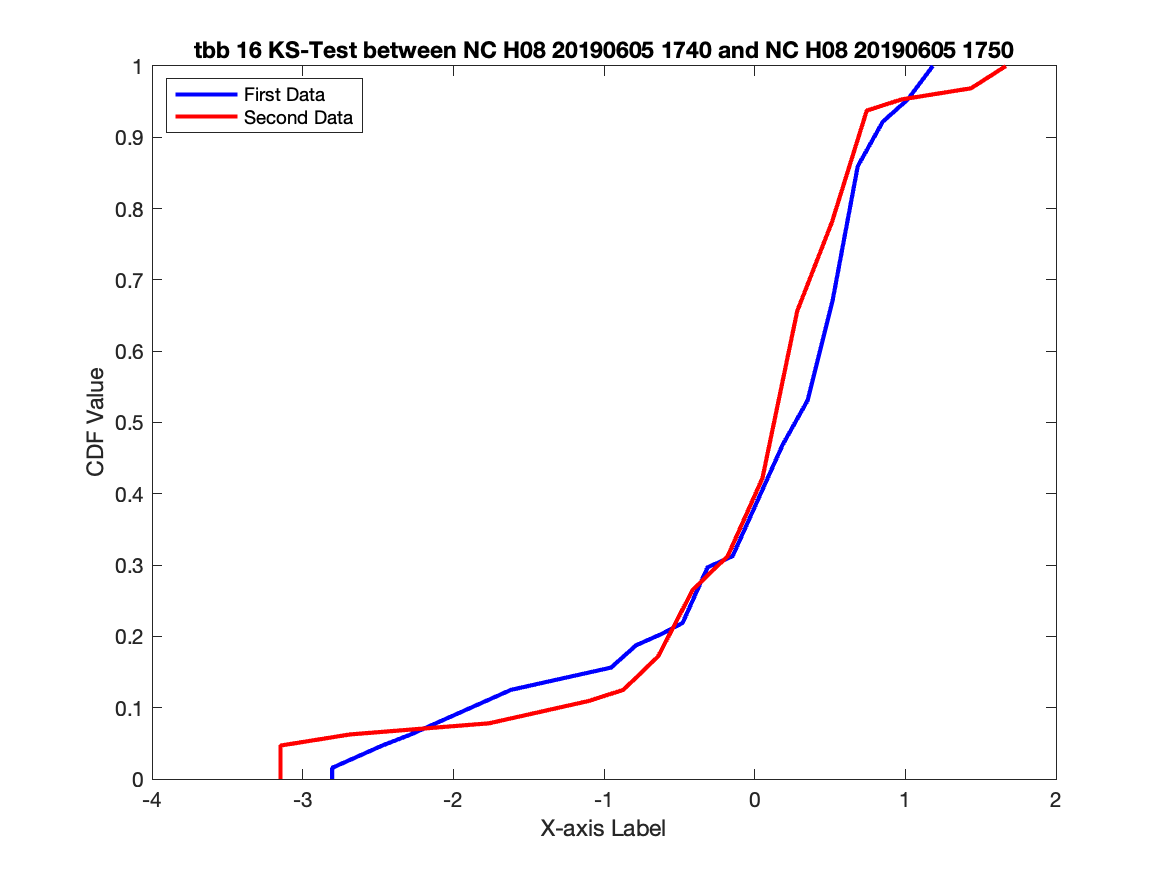 tbb 16 KS-Test between NC H08 20190605 1740 and NC H08 20190605 1750
First Data
Second Data
1
0.9
0.8
0.7
0.6
0.5
0.4
0.3
0.2
0.1
0
CDF Value
-4 -3 -2 -1 0 1 2
X-axis Label